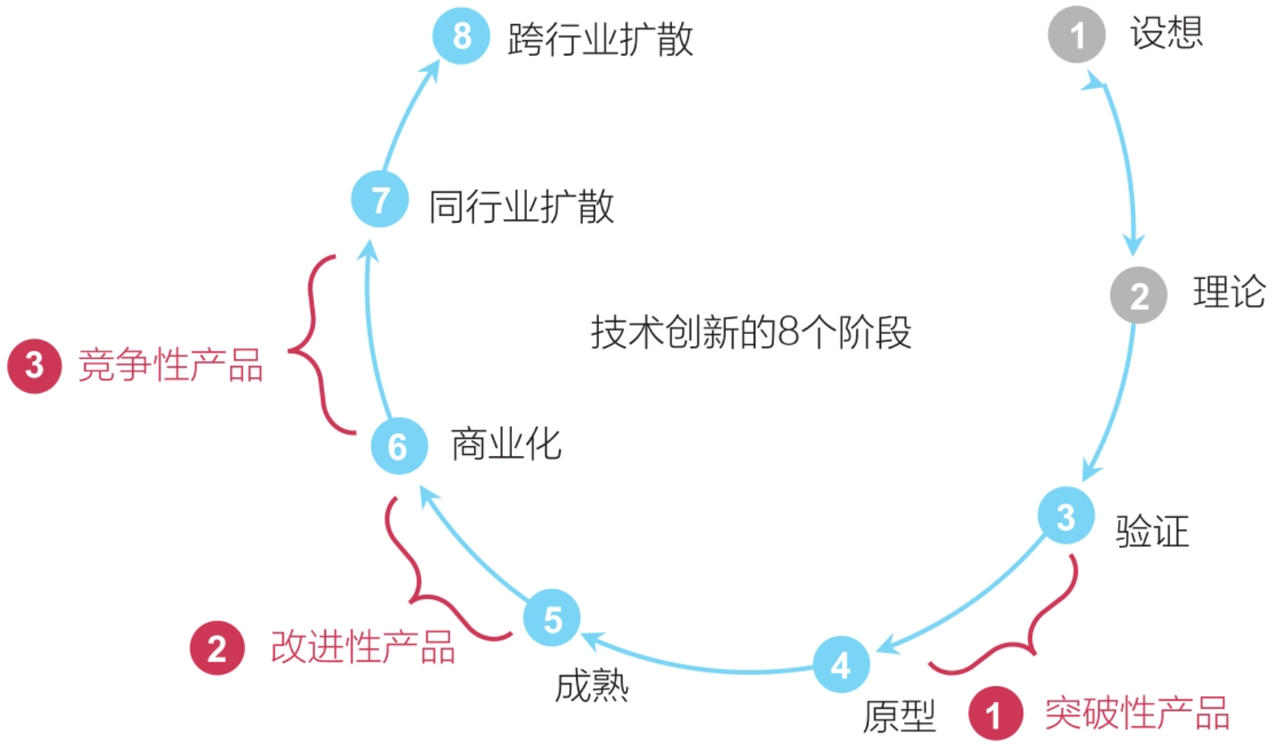 技术创新的8个阶段
1 设想
2 理论
3 验证
4 原型
5 成熟
6 商业化
7 同行业扩散
8 跨行业扩散
1 突破性产品
2 改进性产品
3 竞争性产品